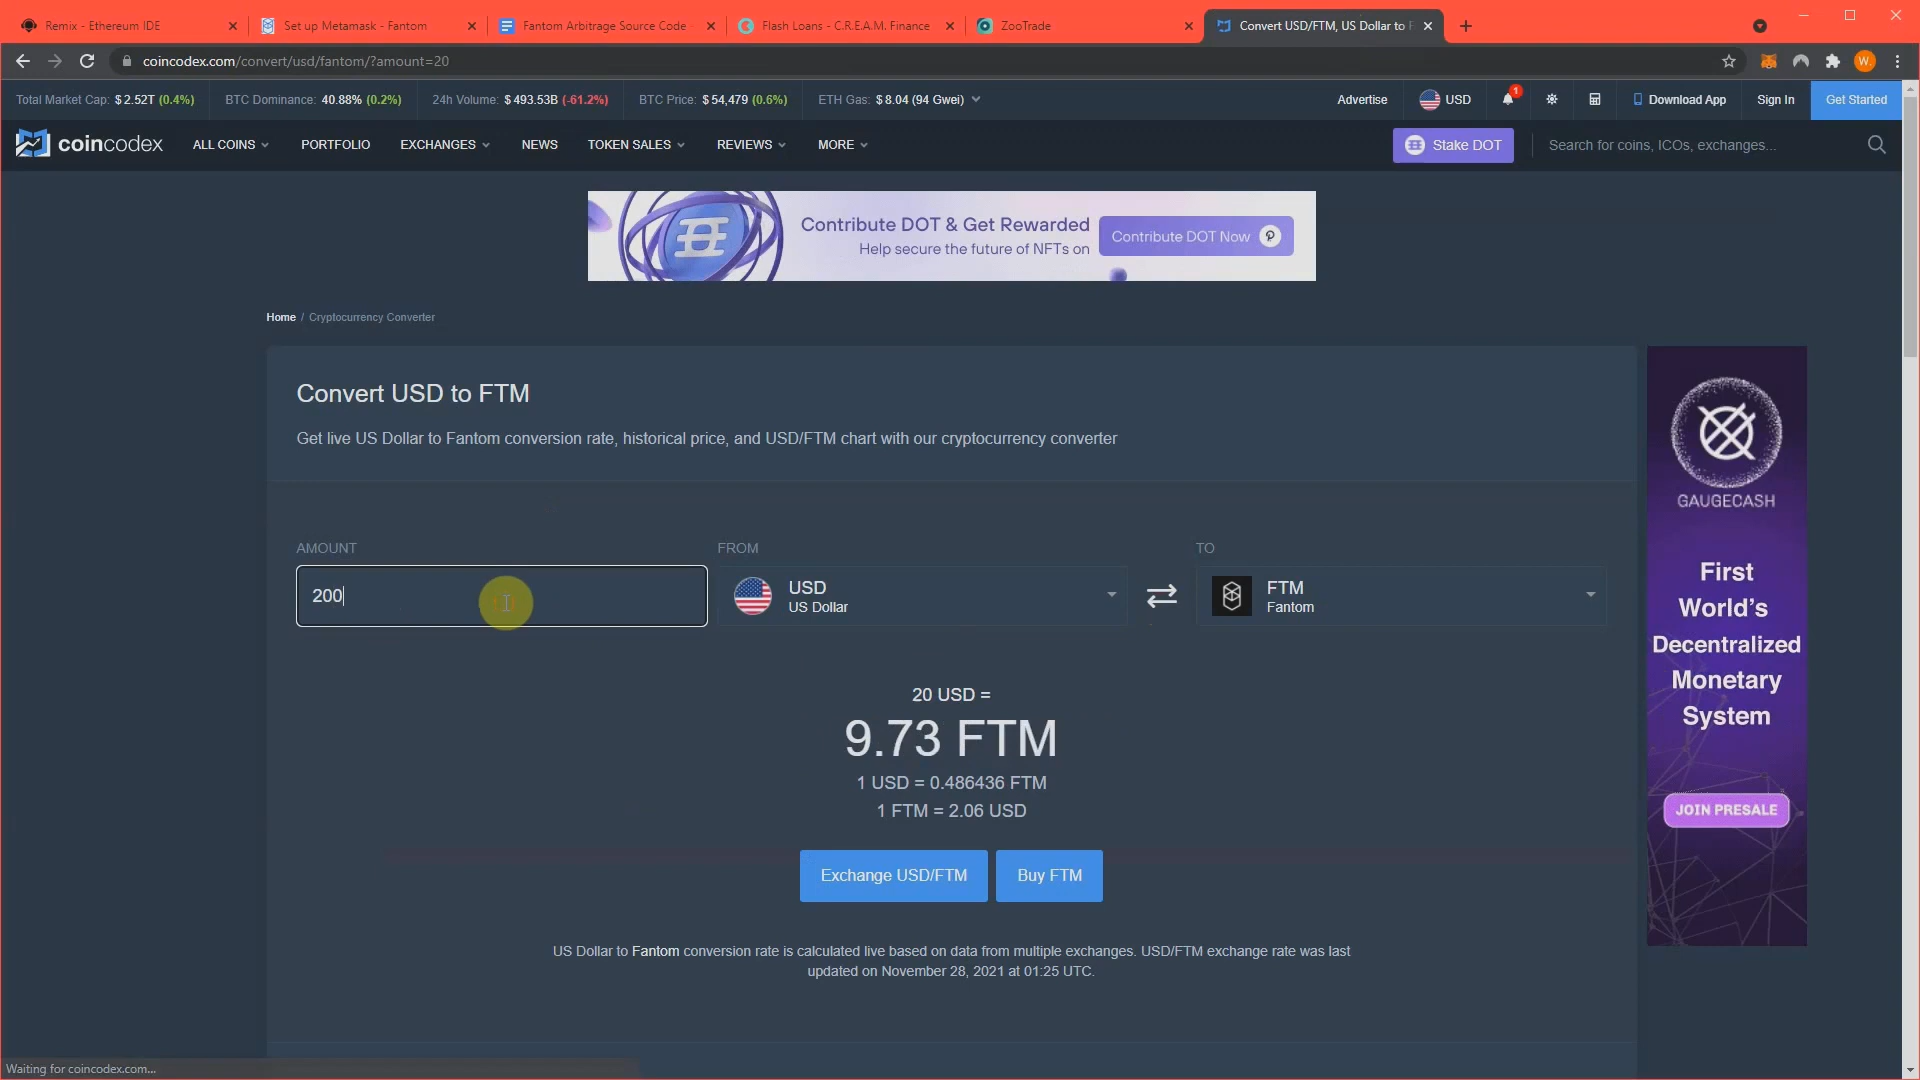 Remix - Ethereum IDE
Set up Metamask - Fantom
Fantom Arbitrage Source Code
Flash Loans - C.R.E.A.M. Finance
ZooTrade
Convert USD/FTM, US Dollar to F
coincodex.com/convert/usd/fantom/?amount=20
W
Total Market Cap: $ 2.52T (0.4%)
BTC Dominance: 40.88% (0.2%)
24h Volume: $ 493.53B (-61.2%)
BTC Price: $ 54,479 (0.6%)
ETH Gas: $ 8.04 (94 Gwei)
Advertise
USD
1
Download App
Sign In
Get Started
coincodex
ALL COINS
PORTFOLIO
EXCHANGES
NEWS
TOKEN SALES
REVIEWS
MORE
Stake DOT
Search for coins, ICOs, exchanges...
Contribute DOT & Get Rewarded
Help secure the future of NFTs on
Contribute DOT Now
Home / Cryptocurrency Converter
Convert USD to FTM
Get live US Dollar to Fantom conversion rate, historical price, and USD/FTM chart with our cryptocurrency converter
AMOUNT
FROM
TO
200
USD
US Dollar
FTM
Fantom
20 USD =
9.73 FTM
1 USD = 0.486436 FTM
1 FTM = 2.06 USD
Exchange USD/FTM
Buy FTM
US Dollar to Fantom conversion rate is calculated live based on data from multiple exchanges. USD/FTM exchange rate was last
updated on November 28, 2021 at 01:25 UTC.
GAUGECASH
First
World's
Decentralized
Monetary
System
JOIN PRESALE
Waiting for coincodex.com...